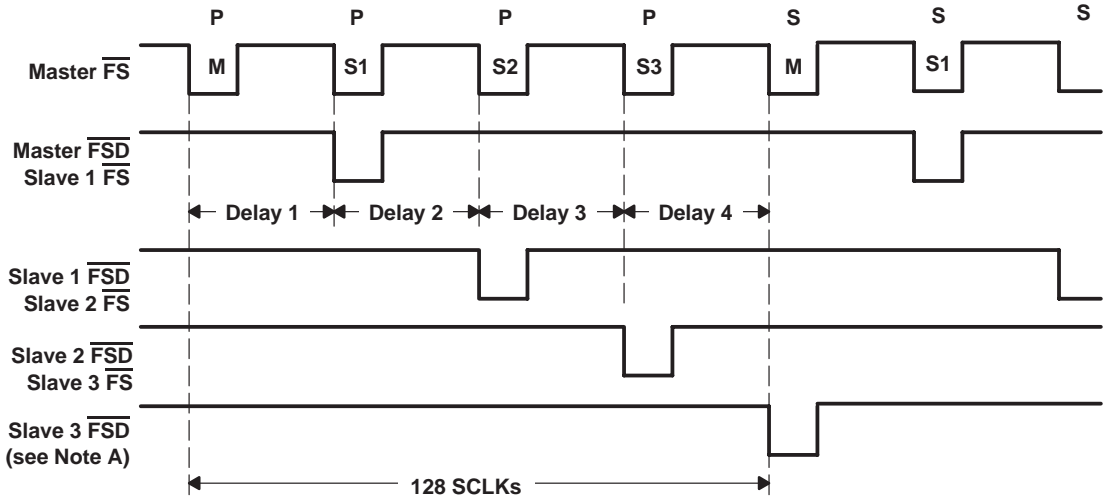 P P P P S S S
Master FS M S1 S2 S3 M S1
Master FSD
Slave 1 FS
Delay 1 Delay 2 Delay 3 Delay 4
Slave 1 FSD
Slave 2 FS
Slave 2 FSD
Slave 3 FS
Slave 3 FSD
(see Note A)
128 SCLKs